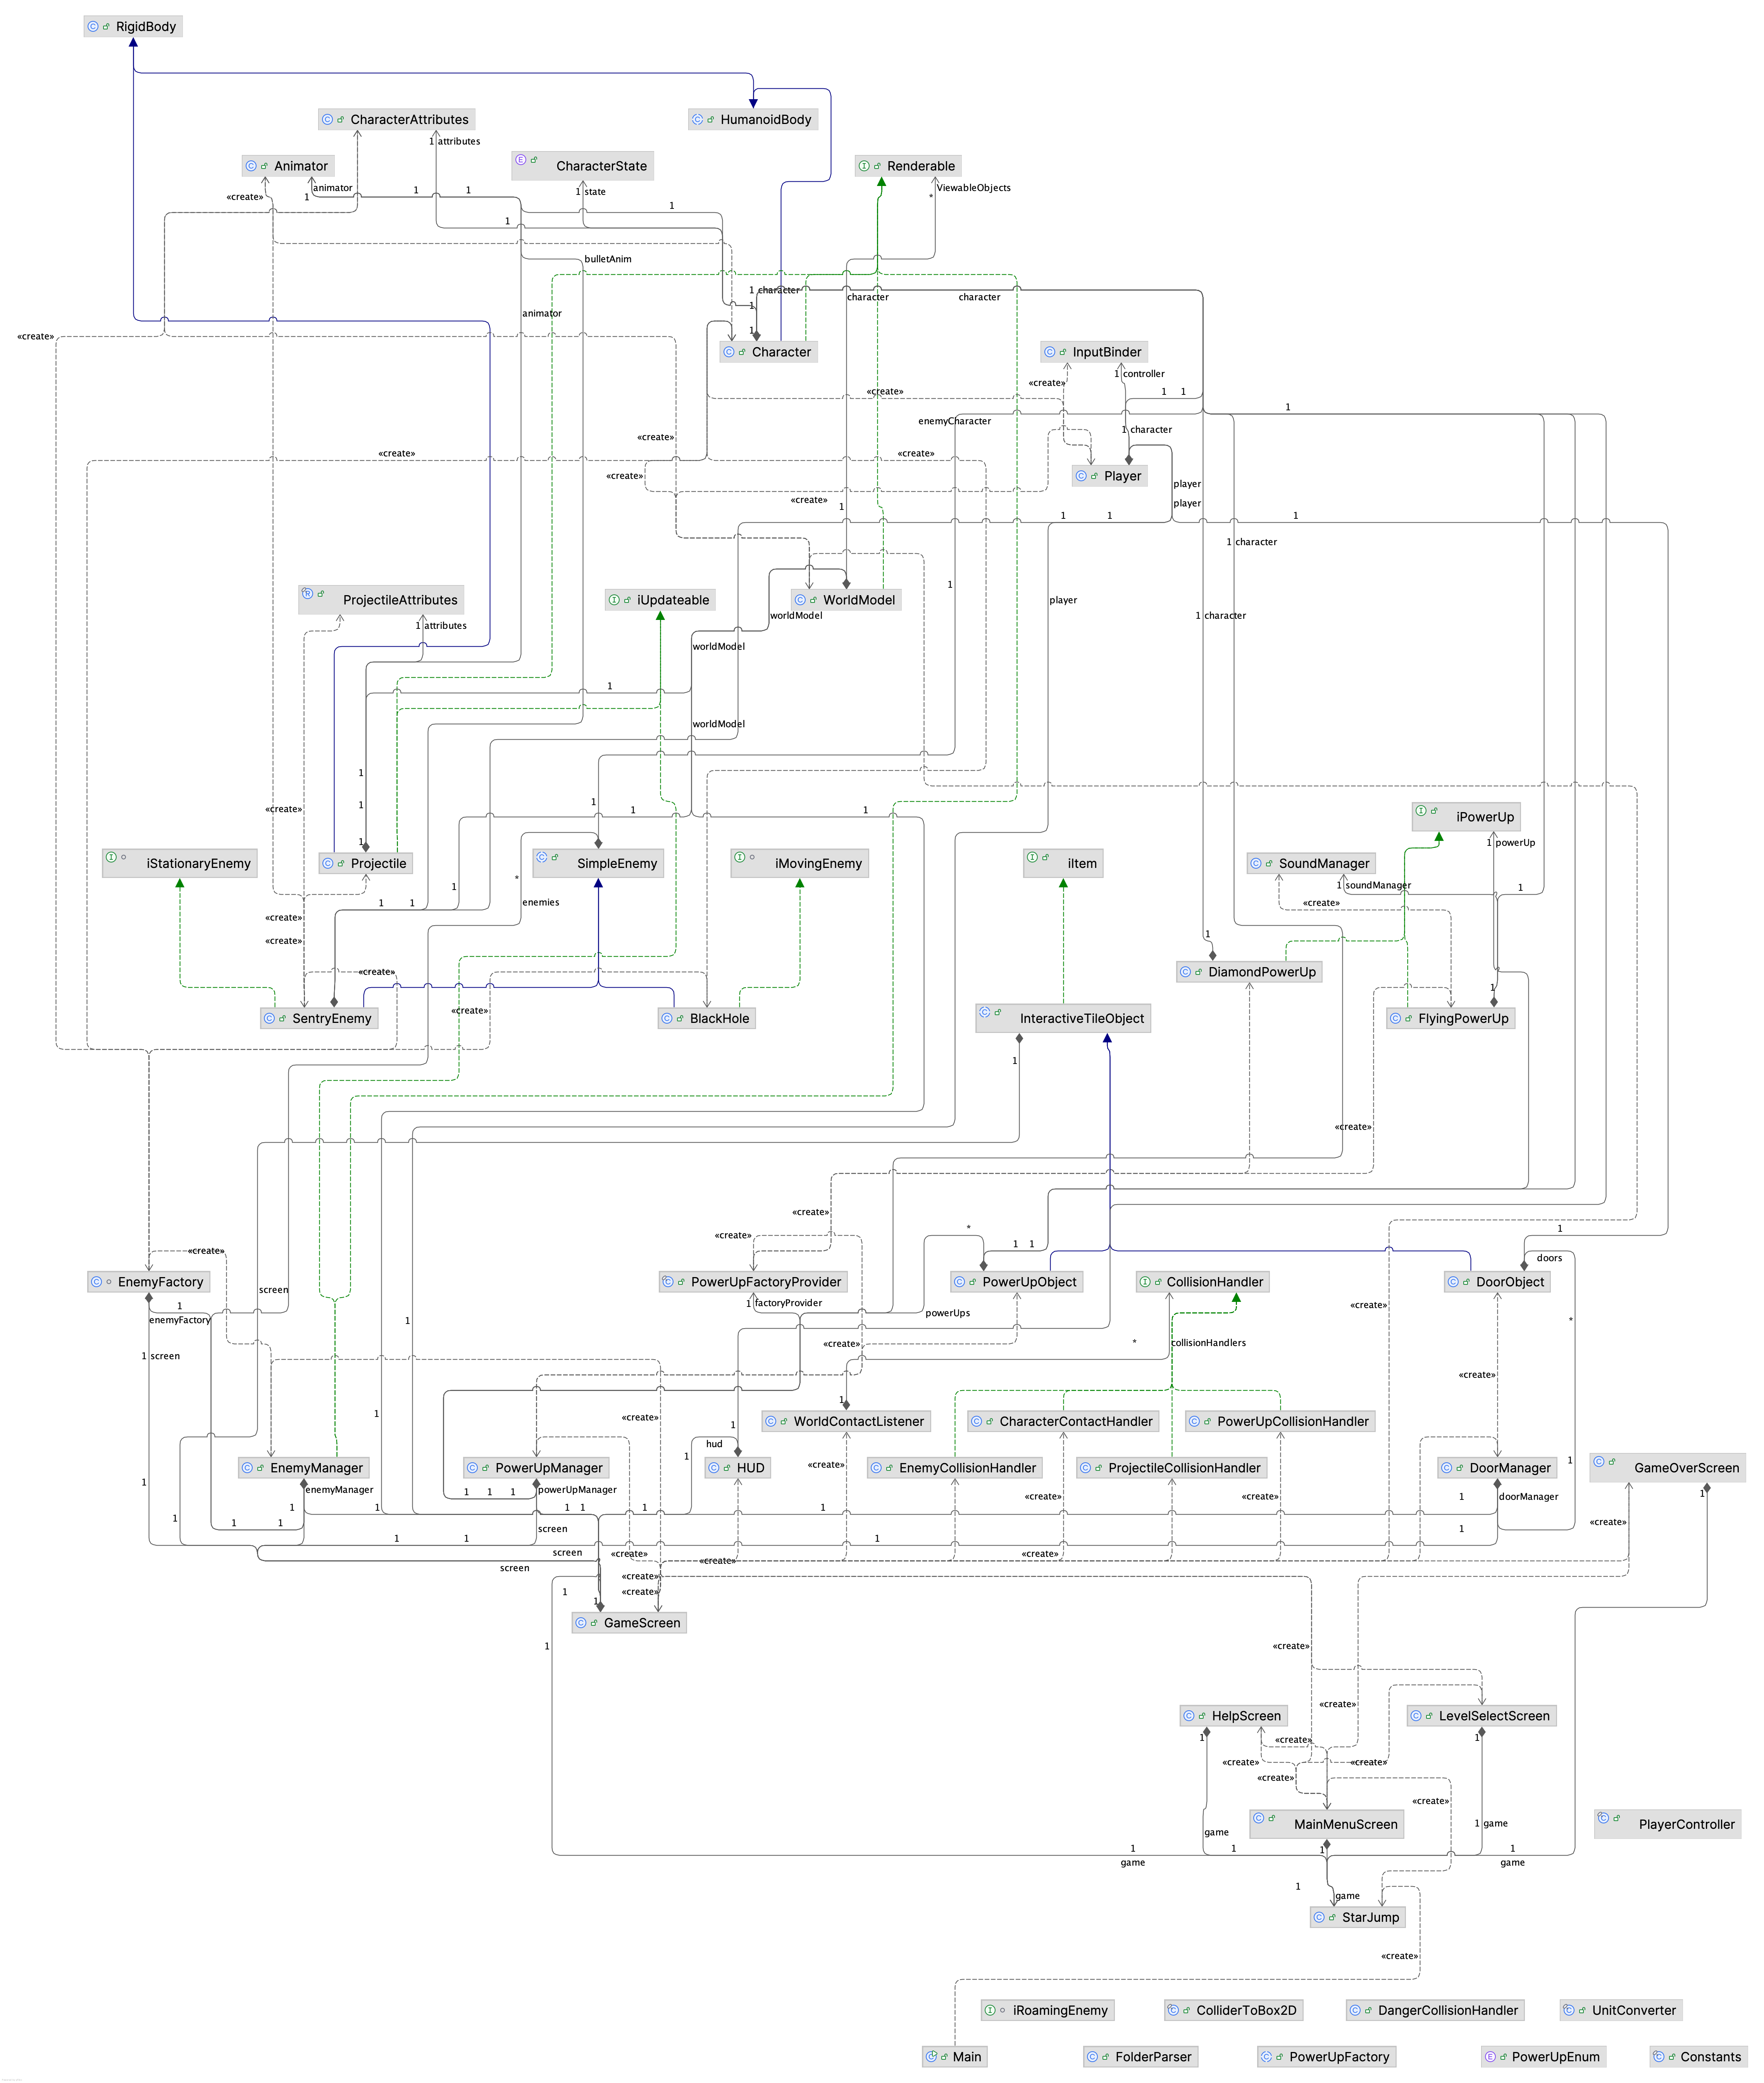 RigidBody
CharacterAttributes
HumanoidBody
1 attributes
Animator
CharacterState
Renderable
«create»
animator
1
1
1
1 state
ViewableObjects
*
1
1
bulletAnim
1 character
character
character
1
animator
1
«create»
Character
InputBinder
1 controller
«create»
«create»
1
1
1
enemyCharacter
1 character
«create»
«create»
«create»
«create»
Player
player
«create»
1
player
1
1
1
1 character
1
ProjectileAttributes
iUpdateable
WorldModel
player
1 attributes
worldModel
1 character
worldModel
1
worldModel
1
1
1
«create»
1
1
1
iPowerUp
1 powerUp
1
iStationaryEnemy
Projectile
SimpleEnemy
iMovingEnemy
iItem
SoundManager
*
1
1 soundManager
1
1
1
enemies
«create»
«create»
«create»
1
«create»
DiamondPowerUp
1
«create»
SentryEnemy
BlackHole
InteractiveTileObject
FlyingPowerUp
1
«create»
«create»
«create»
*
1
«create»
1
1
doors
EnemyFactory
PowerUpFactoryProvider
PowerUpObject
CollisionHandler
DoorObject
screen
1
1 factoryProvider
«create»
enemyFactory
1
powerUps
*
«create»
*
collisionHandlers
1 screen
«create»
1
1
«create»
WorldContactListener
CharacterContactHandler
PowerUpCollisionHandler
1
hud
1
«create»
1
EnemyManager
PowerUpManager
HUD
EnemyCollisionHandler
ProjectileCollisionHandler
DoorManager
GameOverScreen
1
enemyManager
1
1
1
powerUpManager
1
«create»
«create»
1
doorManager
1
1
1
1
1
1
1
1
1
1
screen
1
«create»
1
1
1
screen
«create»
«create»
«create»
screen
«create»
1
«create»
1
GameScreen
1
«create»
«create»
HelpScreen
LevelSelectScreen
1
«create»
1
«create»
«create»
«create»
«create»
MainMenuScreen
PlayerController
game
1 game
1
1
1
1
game
game
1
game
StarJump
«create»
iRoamingEnemy
ColliderToBox2D
DangerCollisionHandler
UnitConverter
Main
FolderParser
PowerUpFactory
PowerUpEnum
Constants